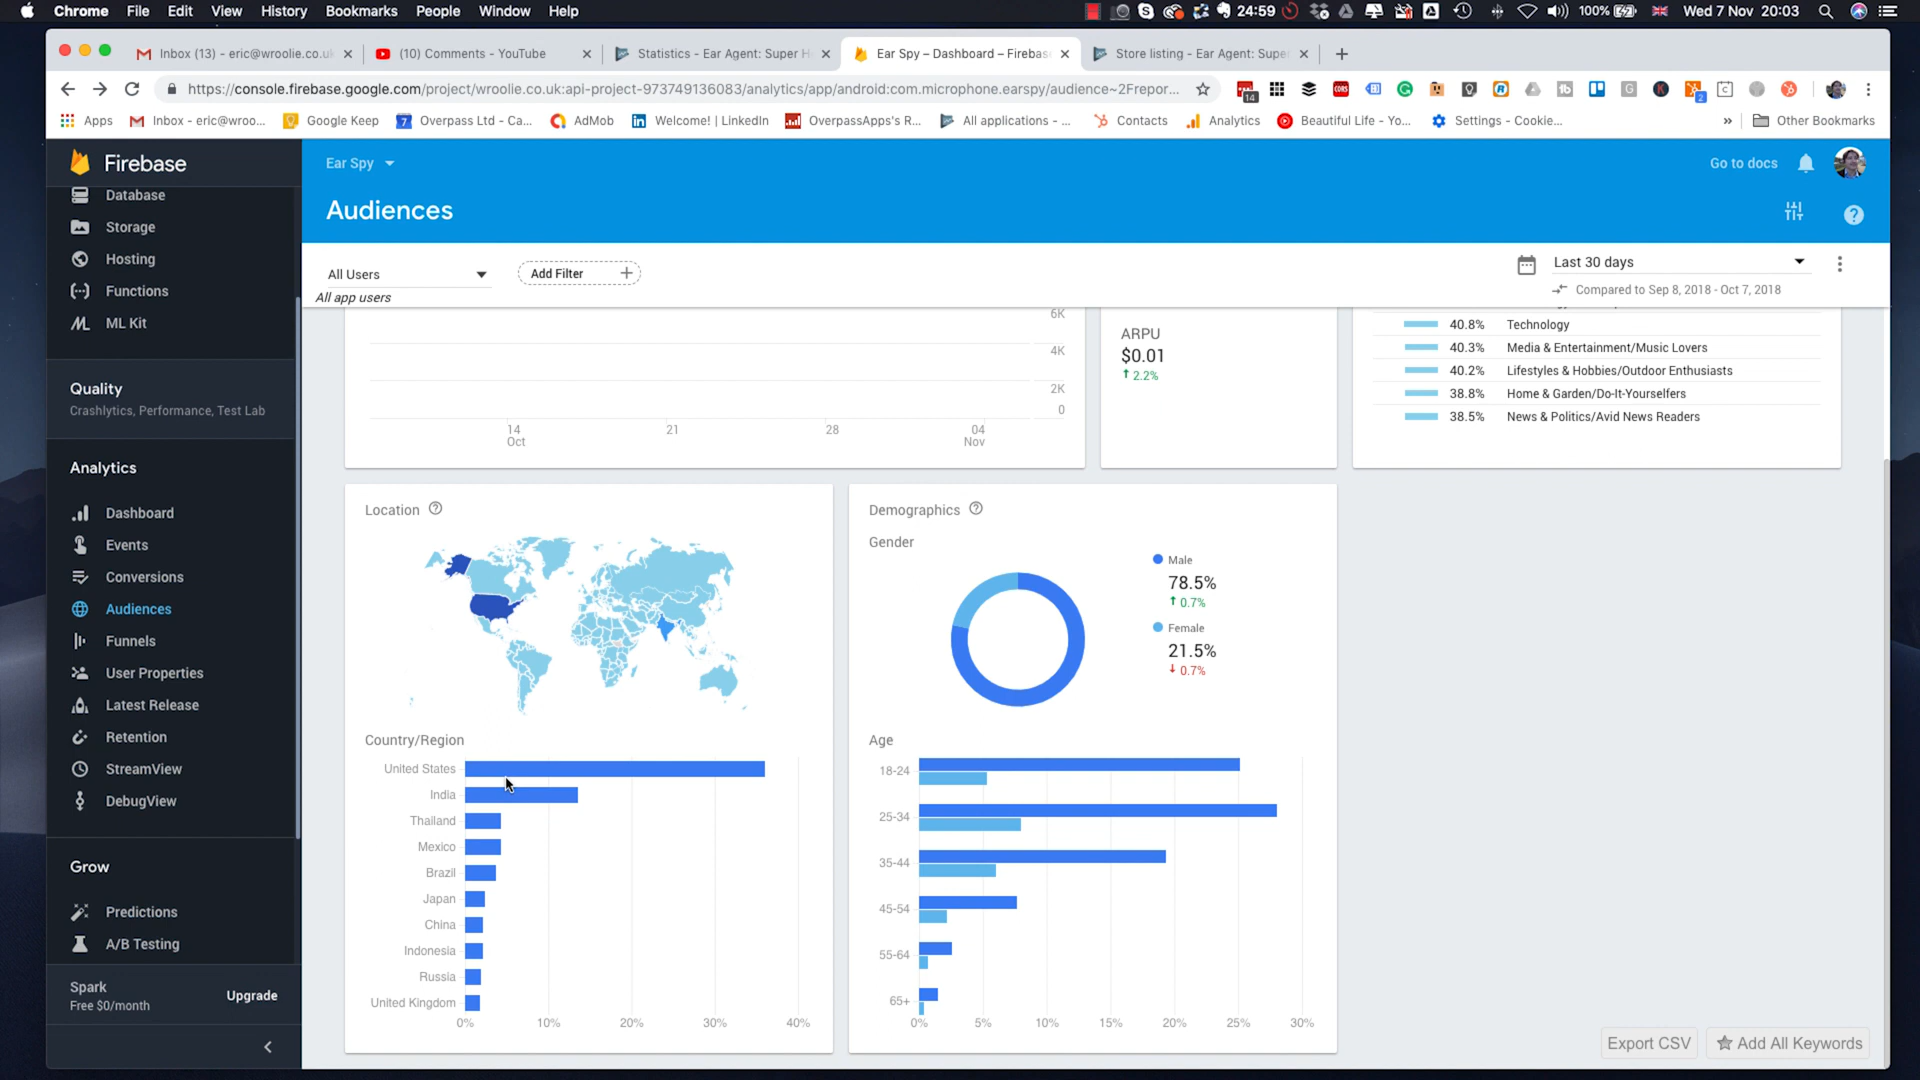 Chrome File Edit View History Bookmarks People Window Help 24:59 100% Wed 7 Nov 20:03
Inbox (13) - eric@wroolie.co.uk (10) Comments - YouTube Statistics - Ear Agent: Super H Ear Spy – Dashboard – Firebas Store listing - Ear Agent: Super
https://console.firebase.google.com/project/wroolie.co.uk:api-project-973749136083/analytics/app/android:com.microphone.earspy/audience~2Frepor... 14 CORS 2
Apps Inbox - eric@wroo... Google Keep Overpass Ltd - Ca... AdMob Welcome! | LinkedIn OverpassApps's R... All applications - ... Contacts Analytics Beautiful Life - Yo... Settings - Cookie... » Other Bookmarks
Firebase
Database
Storage
Hosting
Functions
ML Kit
Quality
Crashlytics, Performance, Test Lab
Analytics
Dashboard
Events
Conversions
Audiences
Funnels
User Properties
Latest Release
Retention
StreamView
DebugView
Grow
Predictions
A/B Testing
Spark
Free $0/month
Upgrade
Ear Spy
Go to docs
Audiences
All Users
Add Filter
All app users
Last 30 days
Compared to Sep 8, 2018 - Oct 7, 2018
6K
4K
2K
0
14 21 28 04
Oct Nov
ARPU
$0.01
2.2%
40.8% Technology
40.3% Media & Entertainment/Music Lovers
40.2% Lifestyles & Hobbies/Outdoor Enthusiasts
38.8% Home & Garden/Do-It-Yourselfers
38.5% News & Politics/Avid News Readers
Location
Country/Region
United States
India
Thailand
Mexico
Brazil
Japan
China
Indonesia
Russia
United Kingdom
0% 10% 20% 30% 40%
Demographics
Gender
Male
78.5%
0.7%
Female
21.5%
0.7%
Age
18-24
25-34
35-44
45-54
55-64
65+
0% 5% 10% 15% 20% 25% 30%
Export CSV
Add All Keywords